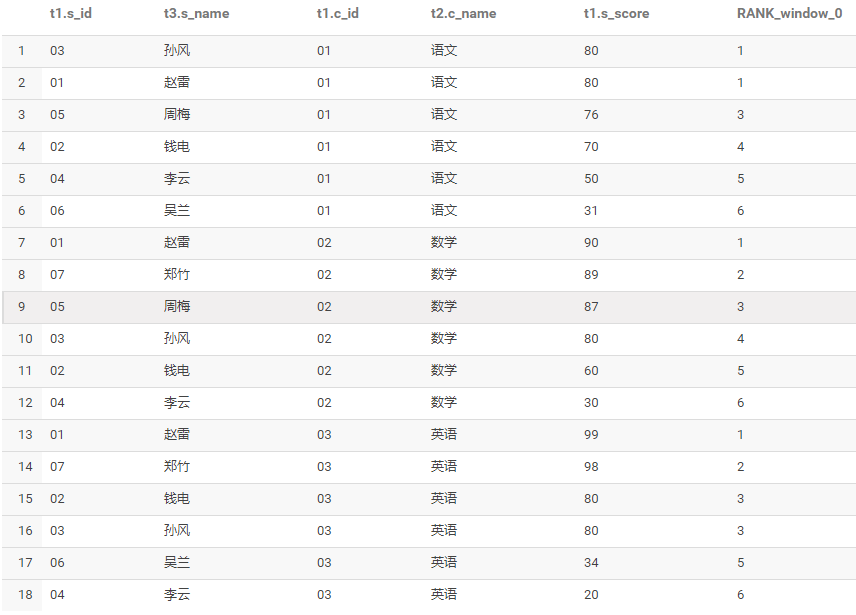 t1.s_id t3.s_name t1.c_id t2.c_name t1.s_score RANK_window_0
1 03 孙风 01 语文 80 1
2 01 赵雷 01 语文 80 1
3 05 周梅 01 语文 76 3
4 02 钱电 01 语文 70 4
5 04 李云 01 语文 50 5
6 06 吴兰 01 语文 31 6
7 01 赵雷 02 数学 90 1
8 07 郑竹 02 数学 89 2
9 05 周梅 02 数学 87 3
10 03 孙风 02 数学 80 4
11 02 钱电 02 数学 60 5
12 04 李云 02 数学 30 6
13 01 赵雷 03 英语 99 1
14 07 郑竹 03 英语 98 2
15 02 钱电 03 英语 80 3
16 03 孙风 03 英语 80 3
17 06 吴兰 03 英语 34 5
18 04 李云 03 英语 20 6